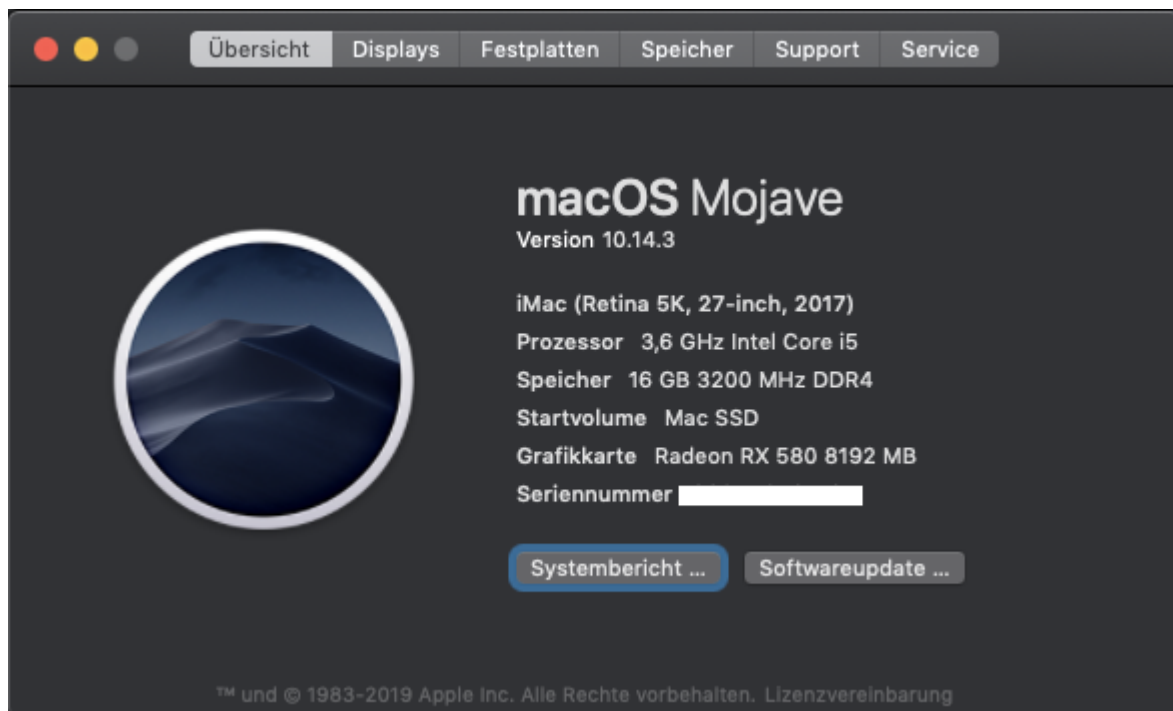 Übersicht Displays Festplatten Speicher Support Service
macOS Mojave
Version 10.14.3
iMac (Retina 5K, 27-inch, 2017)
Prozessor 3,6 GHz Intel Core i5
Speicher 16 GB 3200 MHz DDR4
Startvolume Mac SSD
Grafikkarte Radeon RX 580 8192 MB
Seriennummer
Systembericht ... Softwareupdate ...
™ und © 1983-2019 Apple Inc. Alle Rechte vorbehalten. Lizenzvereinbarung